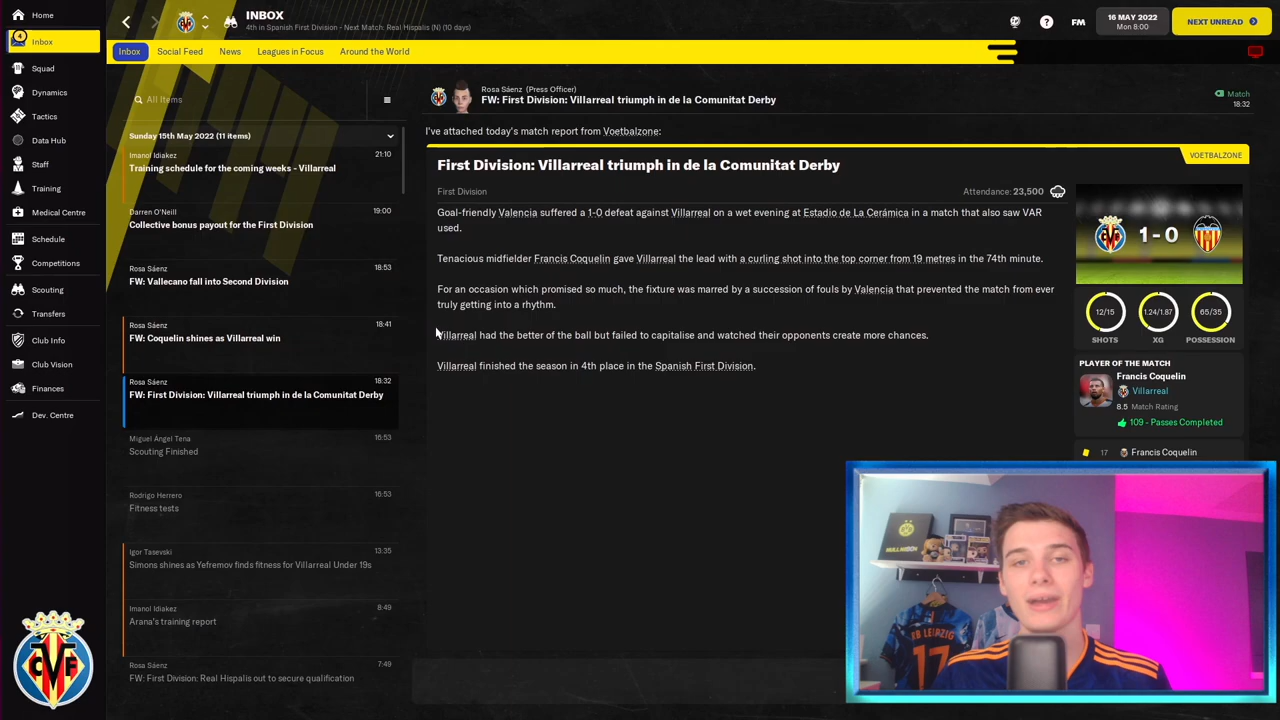 Home
4
Inbox
Squad
Dynamics
Tactics
Data Hub
Staff
Training
Medical Centre
Schedule
Competitions
Scouting
Transfers
Club Info
Club Vision
Finances
Dev. Centre
INBOX
4th in Spanish First Division - Next Match: Real Hispalis (N) (10 days)
?
FM
16 MAY 2022
Mon 8:00
NEXT UNREAD
Inbox
Social Feed
News
Leagues in Focus
Around the World
All Items
Sunday 15th May 2022 (11 items)
Imanol Idiakez
21:10
Training schedule for the coming weeks - Villarreal
Darren O'Neill
19:00
Collective bonus payout for the First Division
Rosa Sáenz
18:53
FW: Vallecano fall into Second Division
Rosa Sáenz
18:41
FW: Coquelin shines as Villarreal win
Rosa Sáenz
18:32
FW: First Division: Villarreal triumph in de la Comunitat Derby
Miguel Ángel Tena
16:53
Scouting Finished
Rodrigo Herrero
16:53
Fitness tests
Igor Tasevski
13:35
Simons shines as Yefremov finds fitness for Villarreal Under 19s
Imanol Idiakez
8:49
Arana's training report
Rosa Sáenz
7:49
FW: First Division: Real Hispalis out to secure qualification
Rosa Sáenz (Press Officer)
FW: First Division: Villarreal triumph in de la Comunitat Derby
Match
18:32
I've attached today's match report from Voetbalzone:
First Division: Villarreal triumph in de la Comunitat Derby
VOETBALZONE
First Division
Attendance: 23,500
Goal-friendly Valencia suffered a 1-0 defeat against Villarreal on a wet evening at Estadio de La Cerámica in a match that also saw VAR
used.
Tenacious midfielder Francis Coquelin gave Villarreal the lead with a curling shot into the top corner from 19 metres in the 74th minute.
For an occasion which promised so much, the fixture was marred by a succession of fouls by Valencia that prevented the match from ever
truly getting into a rhythm.
Villarreal had the better of the ball but failed to capitalise and watched their opponents create more chances.
Villarreal finished the season in 4th place in the Spanish First Division.
1 - 0
12/15
1.24/1.87
65/35
SHOTS
XG
POSSESSION
PLAYER OF THE MATCH
Francis Coquelin
Villarreal
8.5 Match Rating
109 - Passes Completed
17
Francis Coquelin
CVF
RB LEIPZIG
17